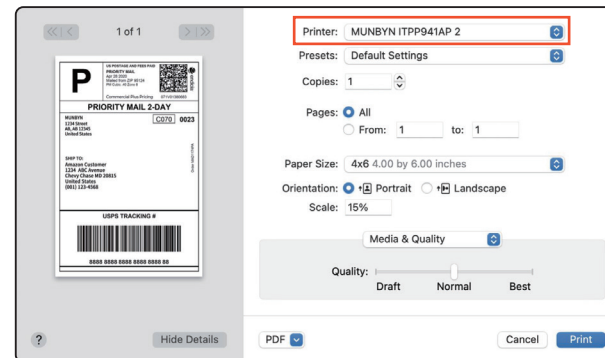 1 of 1
P
US POSTAGE AND FEES PAID
PRIORITY MAIL
Commercial Plus Pricing
PRIORITY MAIL 2-DAY
MUNBYN
1134 Street
AB, AB 12345
United States
C070 0023
SHIP TO:
Amazon Customer
1234 ABC Avenue
Chevy Chase MD 20815
United States
(001) 123-4568
USPS TRACKING #
8888 8888 8888 8888 8888 88
?
Hide Details
Printer: MUNBYN ITPP941AP 2
Presets: Default Settings
Copies: 1
Pages: All
From: 1 to: 1
Paper Size: 4x6 4.00 by 6.00 inches
Orientation: Portrait Landscape
Scale: 15%
Media & Quality
Quality:
Draft Normal Best
PDF
Cancel Print